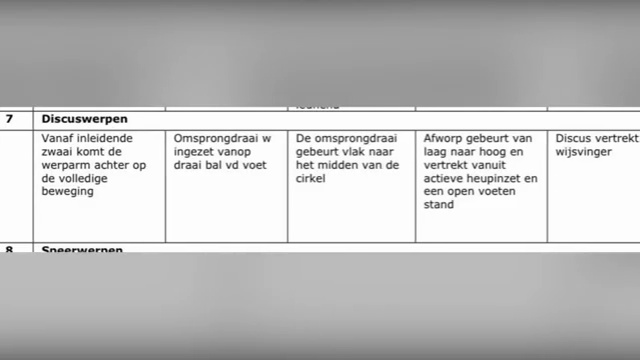 7 Discuswerpen
Vanaf inleidende
zwaai komt de
werparm achter op
de volledige
beweging
Omsprongdraai w
ingezet vanop
draai bal vd voet
De omsprongdraai
gebeurt vlak naar
het midden van de
cirkel
Afworp gebeurt van
laag naar hoog en
vertrekt vanuit
actieve heupinzet en
een open voeten
stand
Discus vertrekt
wijsvinger
8 Speerwerpen